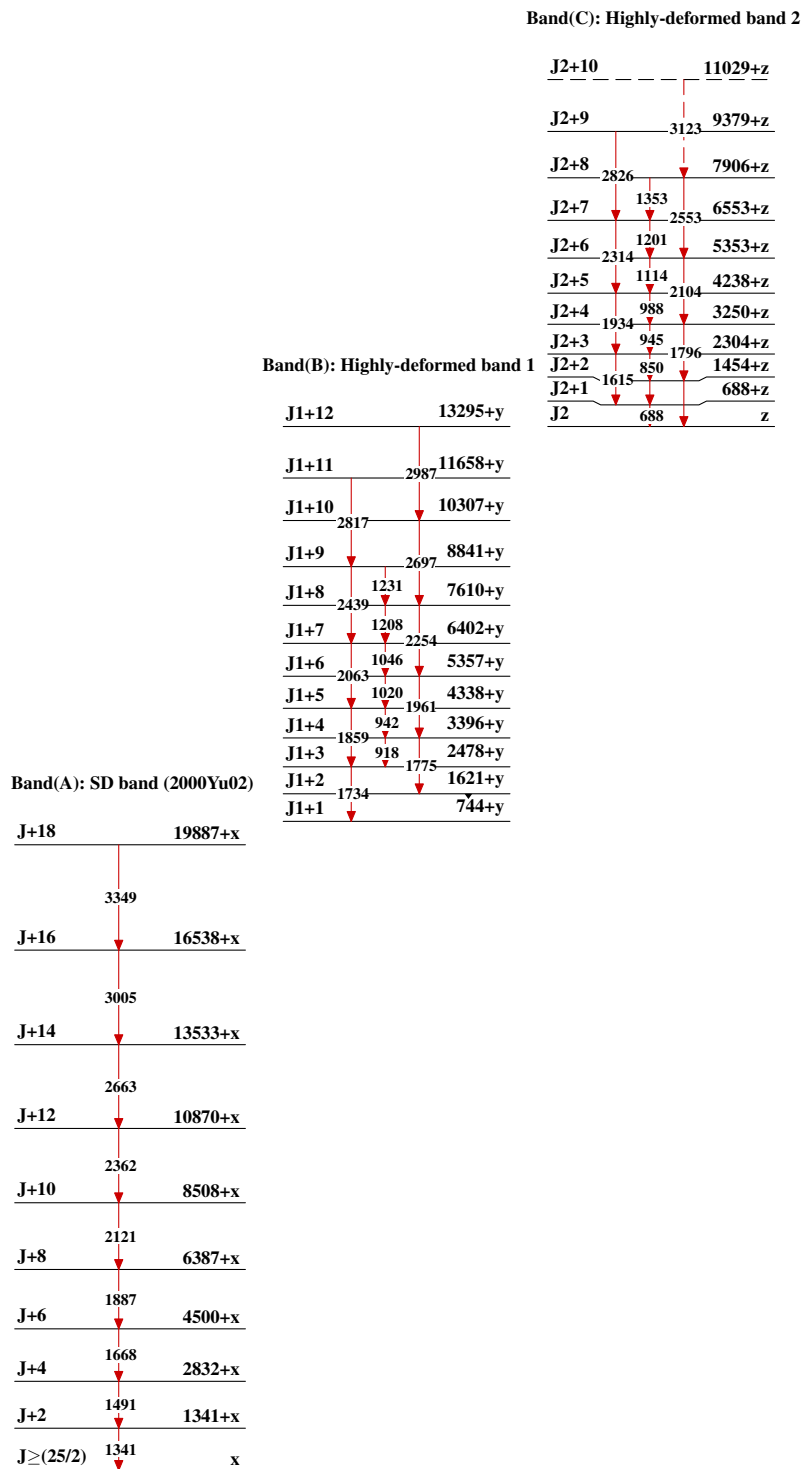 Band(C): Highly-deformed band 2
J2+10 11029+z
J2+9 9379+z
3123
J2+8 7906+z
2826
1353
J2+7 6553+z
2553
1201
J2+6 5353+z
2314
1114
J2+5 4238+z
2104
988
J2+4 3250+z
1934
945
J2+3 2304+z
1796
J2+2 1454+z
850
1615
J2+1 688+z
J2 688 z
Band(B): Highly-deformed band 1
J1+12 13295+y
J1+11 11658+y
2987
J1+10 10307+y
2817
J1+9 8841+y
2697
1231
J1+8 7610+y
2439
1208
J1+7 6402+y
2254
1046
J1+6 5357+y
2063
1020
J1+5 4338+y
1961
942
J1+4 3396+y
1859
918
J1+3 2478+y
1775
J1+2 1621+y
1734
J1+1 744+y
Band(A): SD band (2000Yu02)
J+18 19887+x
3349
J+16 16538+x
3005
J+14 13533+x
2663
J+12 10870+x
2362
J+10 8508+x
2121
J+8 6387+x
1887
J+6 4500+x
1668
J+4 2832+x
1491
J+2 1341+x
J≥(25/2) 1341 x